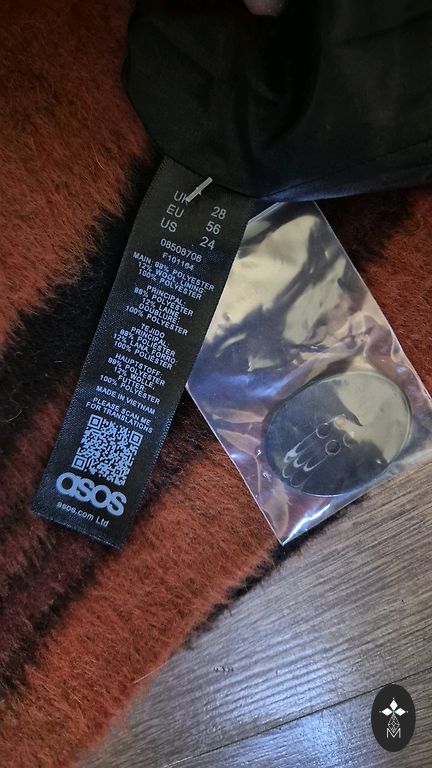 UK 28
EU 56
US 24
08508706
F101164
MAIN: 88% POLYESTER
12% WOOL LINING:
100% POLYESTER
PRINCIPAL:
88% POLYESTER
12% LAINE
DOUBLURE:
100% POLYESTER
TEJIDO
PRINCIPAL:
88% POLIÉSTER
12% LANA FORRO:
100% POLIÉSTER
HAUPTSTOFF:
88% POLYESTER
12% WOLLE
FUTTER:
100% POLYESTER
MADE IN VIETNAM
PLEASE SCAN ME
FOR TRANSLATIONS
asos
asos.com Ltd
M